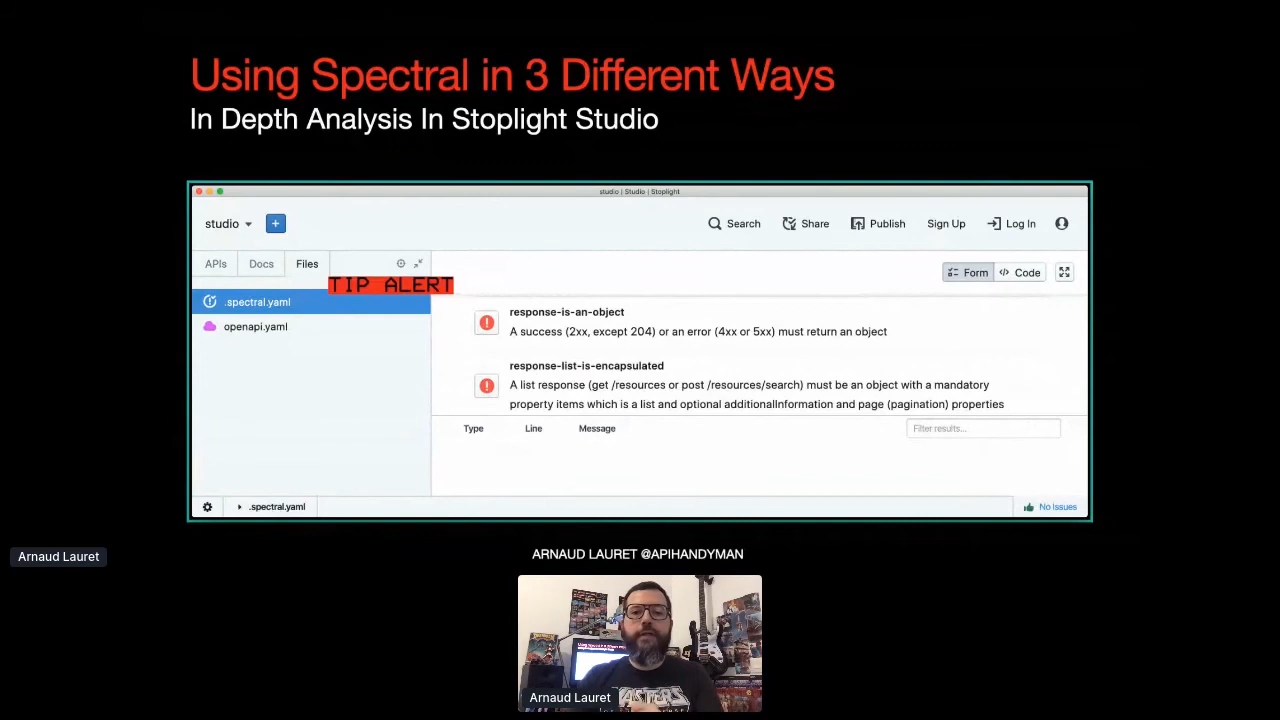 Using Spectral in 3 Different Ways
In Depth Analysis In Stoplight Studio
studio | Studio | Stoplight
studio
+
Search
Share
Publish
Sign Up
Log In
APIs
Docs
Files
Form
</> Code
TIP ALERT
.spectral.yaml
openapi.yaml
response-is-an-object
A success (2xx, except 204) or an error (4xx or 5xx) must return an object
response-list-is-encapsulated
A list response (get /resources or post /resources/search) must be an object with a mandatory
property items which is a list and optional additionalInformation and page (pagination) properties
Type
Line
Message
Filter results...
.spectral.yaml
No Issues
Arnaud Lauret
ARNAUD LAURET @APIHANDYMAN
Arnaud Lauret